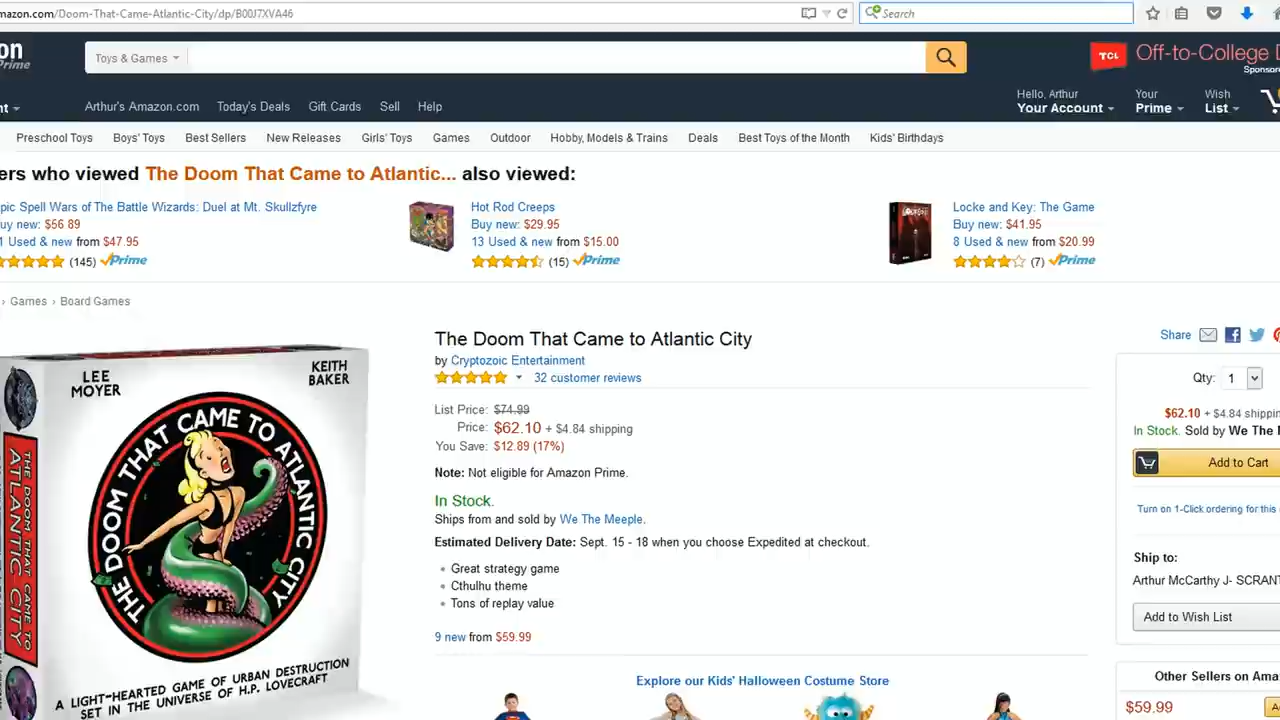 mazon.com/Doom-That-Came-Atlantic-City/dp/B00J7XVA46
Search
on
Prime
Toys & Games
TCL
Off-to-College
Sponsore
Arthur's Amazon.com Today's Deals Gift Cards Sell Help
Hello, Arthur
Your Account
Your
Prime
Wish
List
Preschool Toys Boys' Toys Best Sellers New Releases Girls' Toys Games Outdoor Hobby, Models & Trains Deals Best Toys of the Month Kids' Birthdays
ers who viewed The Doom That Came to Atlantic... also viewed:
pic Spell Wars of The Battle Wizards: Duel at Mt. Skullzfyre
uy new: $56.89
1 Used & new from $47.95
(145) Prime
Hot Rod Creeps
Buy new: $29.95
13 Used & new from $15.00
(15) Prime
Locke and Key: The Game
Buy new: $41.95
8 Used & new from $20.99
(7) Prime
› Games › Board Games
LEE MOYER
KEITH BAKER
THE DOOM THAT CAME TO ATLANTIC CITY
THE DOOM THAT CAME TO ATLANTIC CITY
A LIGHT-HEARTED GAME OF URBAN DESTRUCTION
SET IN THE UNIVERSE OF H.P. LOVECRAFT
The Doom That Came to Atlantic City
by Cryptozoic Entertainment
32 customer reviews
List Price: $74.99
Price: $62.10 + $4.84 shipping
You Save: $12.89 (17%)
Note: Not eligible for Amazon Prime.
In Stock.
Ships from and sold by We The Meeple.
Estimated Delivery Date: Sept. 15 - 18 when you choose Expedited at checkout.
Great strategy game
Cthulhu theme
Tons of replay value
9 new from $59.99
Explore our Kids' Halloween Costume Store
Share
Qty: 1
$62.10 + $4.84 shippin
In Stock. Sold by We The
Add to Cart
Turn on 1-Click ordering for this
Ship to:
Arthur McCarthy J- SCRANT
Add to Wish List
Other Sellers on Ama
$59.99